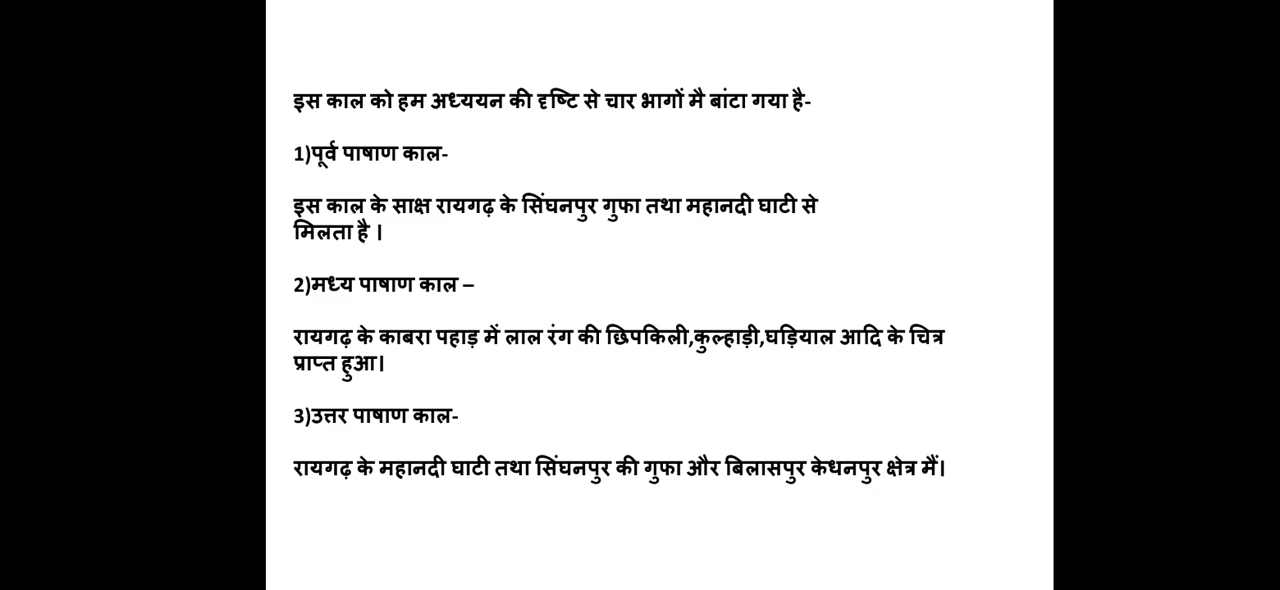 इस काल को हम अध्ययन की दृष्टि से चार भागों मै बांटा गया है-
1)पूर्व पाषाण काल-
इस काल के साक्ष रायगढ़ के सिंघनपुर गुफा तथा महानदी घाटी से
मिलता है ।
2)मध्य पाषाण काल –
रायगढ़ के काबरा पहाड़ में लाल रंग की छिपकिली,कुल्हाड़ी,घड़ियाल आदि के चित्र
प्राप्त हुआ।
3)उत्तर पाषाण काल-
रायगढ़ के महानदी घाटी तथा सिंघनपुर की गुफा और बिलासपुर केधनपुर क्षेत्र मैं।